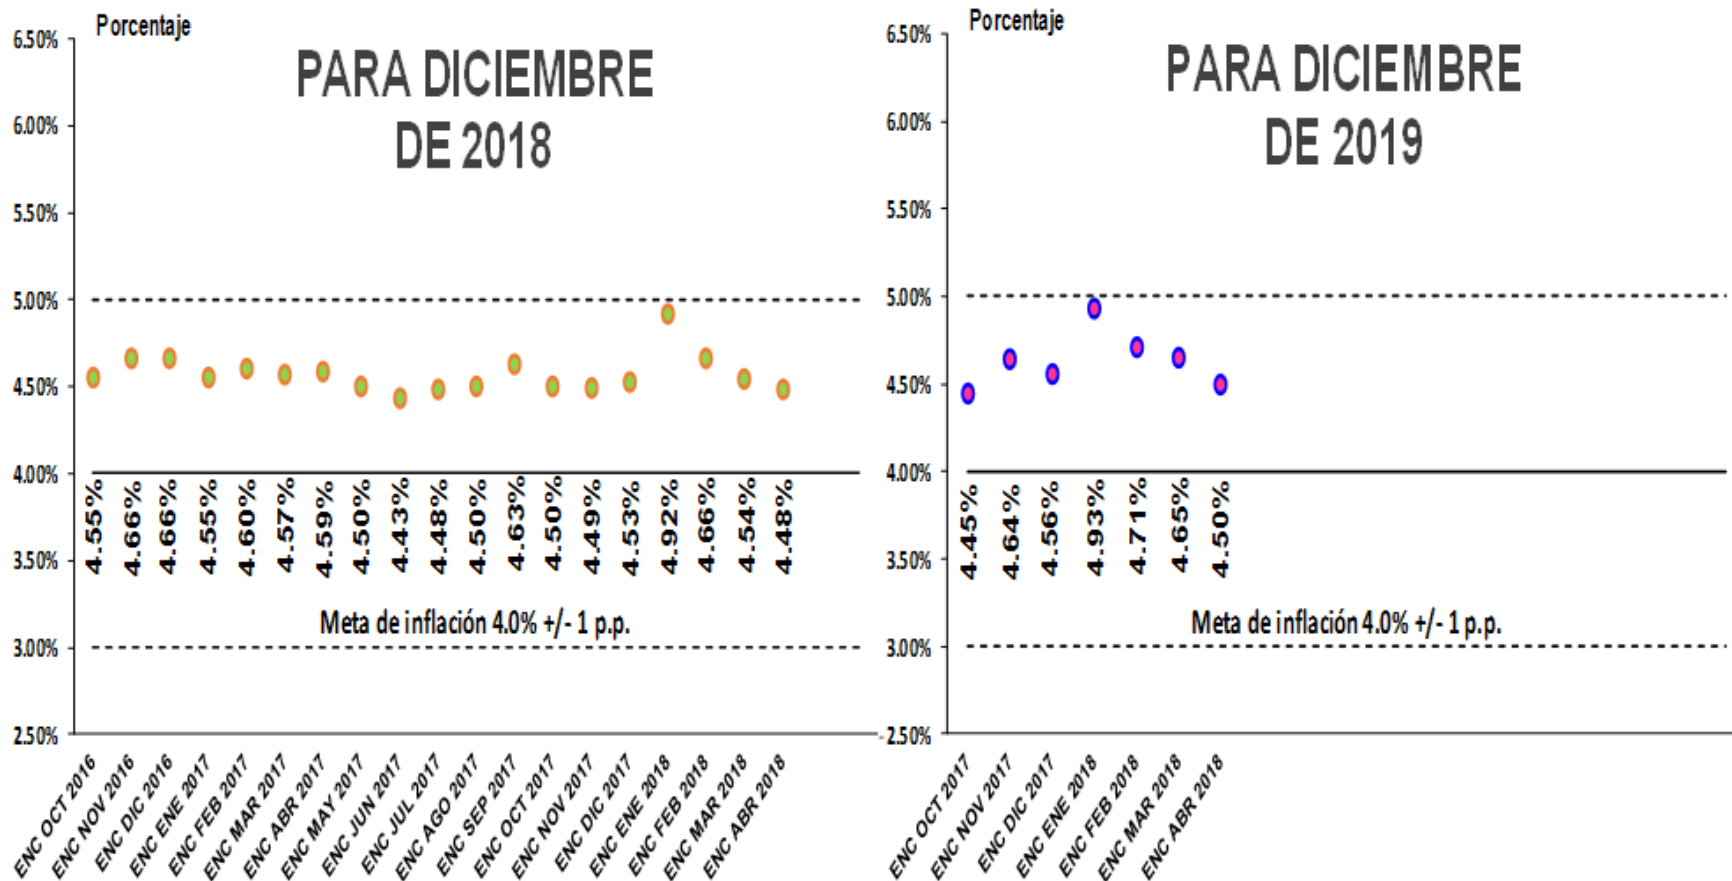 Porcentaje
PARA DICIEMBRE
DE 2018
6.50%
6.00%
5.50%
5.00%
4.50%
4.00%
3.50%
3.00%
2.50%
4.55%
4.66%
4.66%
4.55%
4.60%
4.57%
4.59%
4.50%
4.43%
4.48%
4.50%
4.63%
4.50%
4.49%
4.53%
4.92%
4.66%
4.54%
4.48%
Meta de inflación 4.0% +/- 1 p.p.
ENC OCT 2016
ENC NOV 2016
ENC DIC 2016
ENC ENE 2017
ENC FEB 2017
ENC MAR 2017
ENC ABR 2017
ENC MAY 2017
ENC JUN 2017
ENC JUL 2017
ENC AGO 2017
ENC SEP 2017
ENC OCT 2017
ENC NOV 2017
ENC DIC 2017
ENC ENE 2018
ENC FEB 2018
ENC MAR 2018
ENC ABR 2018
Porcentaje
PARA DICIEMBRE
DE 2019
6.50%
6.00%
5.50%
5.00%
4.50%
4.00%
3.50%
3.00%
2.50%
4.45%
4.64%
4.56%
4.93%
4.71%
4.65%
4.50%
Meta de inflación 4.0% +/- 1 p.p.
ENC OCT 2017
ENC NOV 2017
ENC DIC 2017
ENC ENE 2018
ENC FEB 2018
ENC MAR 2018
ENC ABR 2018